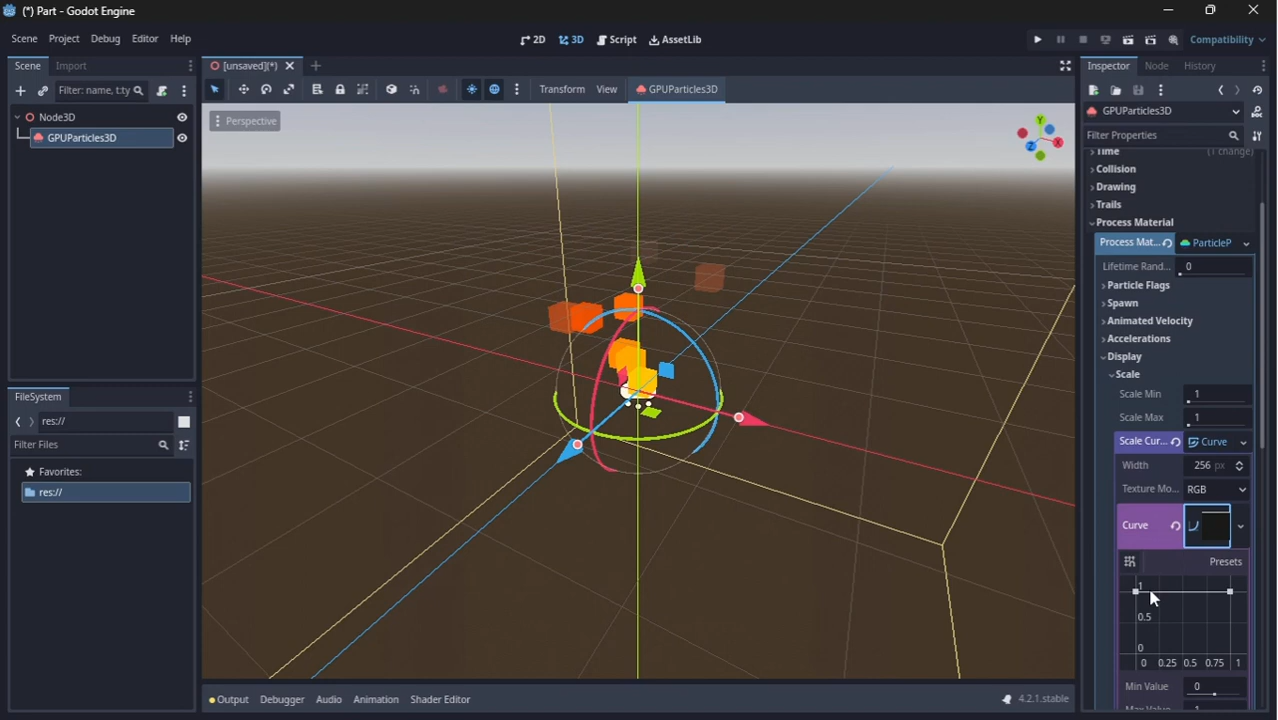 (*) Part - Godot Engine
Scene Project Debug Editor Help
2D 3D Script AssetLib
Compatibility
Scene Import
[unsaved](*)
Inspector Node History
Filter: name, t:ty
Transform View GPUParticles3D
Node3D
GPUParticles3D
Perspective
Y
X
Z
GPUParticles3D
Filter Properties
Time (1 change)
Collision
Drawing
Trails
Process Material
Process Mat... ParticleP
Lifetime Rand... 0
Particle Flags
Spawn
Animated Velocity
Accelerations
Display
Scale
Scale Min 1
Scale Max 1
Scale Cur... Curve
Width 256 px
Texture Mo... RGB
Curve
Presets
1
0.5
0
0 0.25 0.5 0.75 1
Min Value 0
Max Value 1
FileSystem
res://
Filter Files
Favorites:
res://
Output Debugger Audio Animation Shader Editor
4.2.1.stable